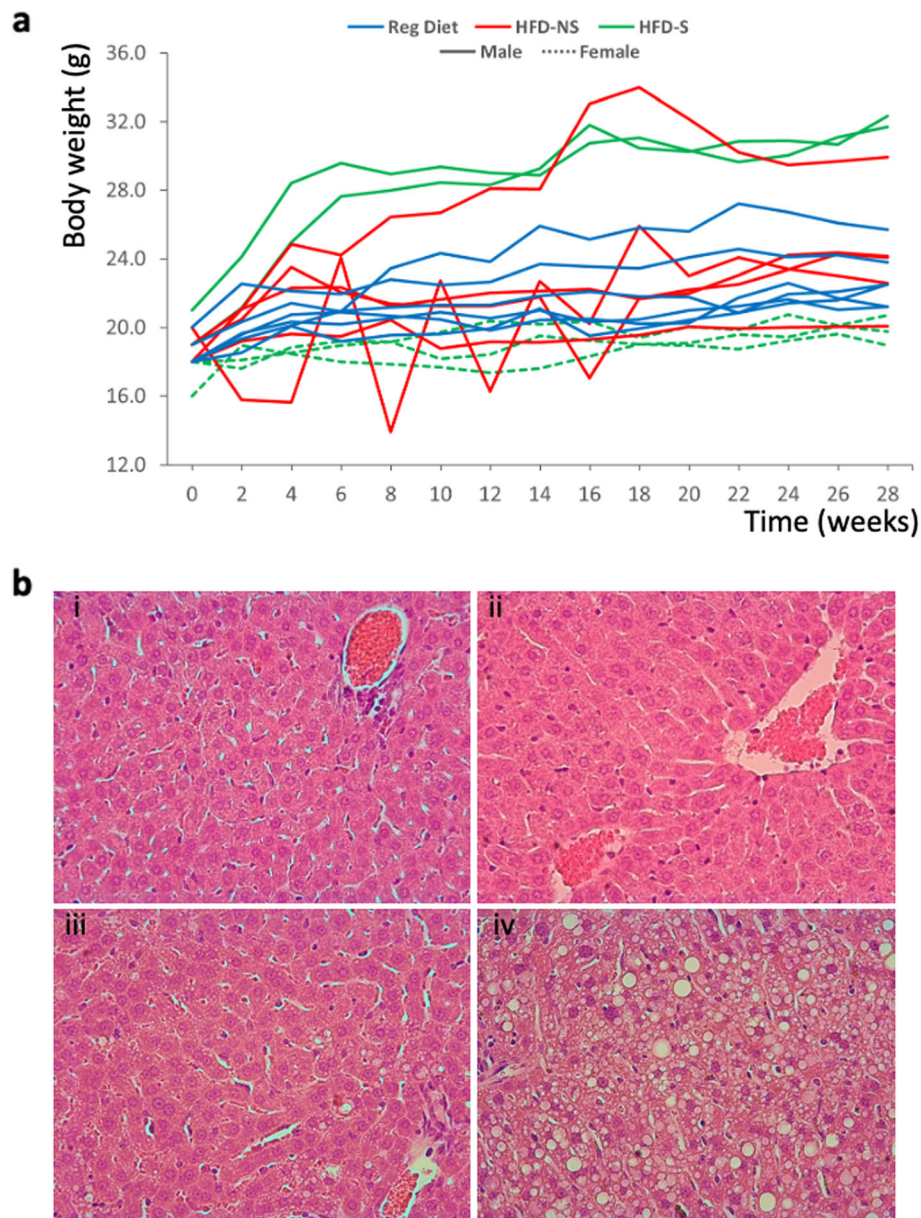 a
Reg Diet HFD-NS HFD-S
Male Female
Body weight (g)
36.0
32.0
28.0
24.0
20.0
16.0
12.0
0 2 4 6 8 10 12 14 16 18 20 22 24 26 28
Time (weeks)
b
i
ii
iii
iv